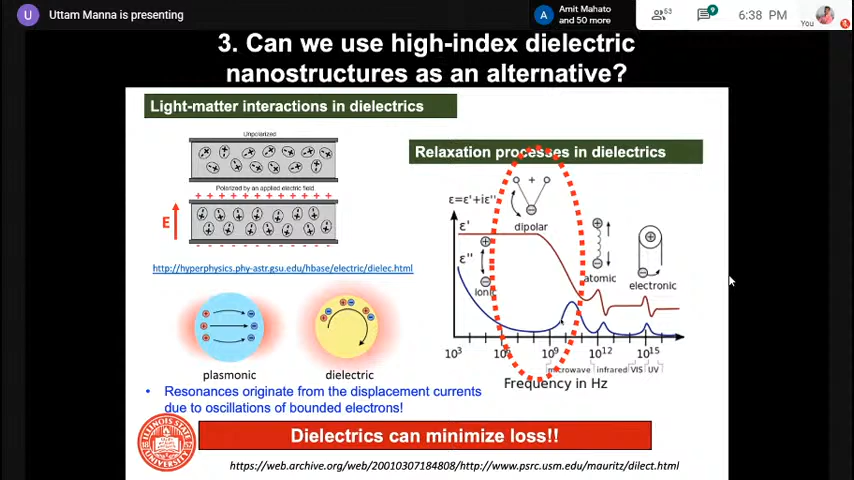 U Uttam Manna is presenting
A Amit Mahato
and 50 more
53
9
6:38 PM
You
3. Can we use high-index dielectric
nanostructures as an alternative?
Light-matter interactions in dielectrics
Unpolarized
Polarized by an applied electric field
E
http://hyperphysics.phy-astr.gsu.edu/hbase/electric/dielec.html
plasmonic
dielectric
Relaxation processes in dielectrics
ε=ε'+iε''
ε'
dipolar
ε''
ionic
atomic
electronic
10³ 10⁶ 10⁹ 10¹² 10¹⁵
microwave infrared VIS UV
Frequency in Hz
• Resonances originate from the displacement currents
due to oscillations of bounded electrons!
ILLINOIS STATE
UNIVERSITY
Dielectrics can minimize loss!!
https://web.archive.org/web/20010307184808/http://www.psrc.usm.edu/mauritz/dilect.html